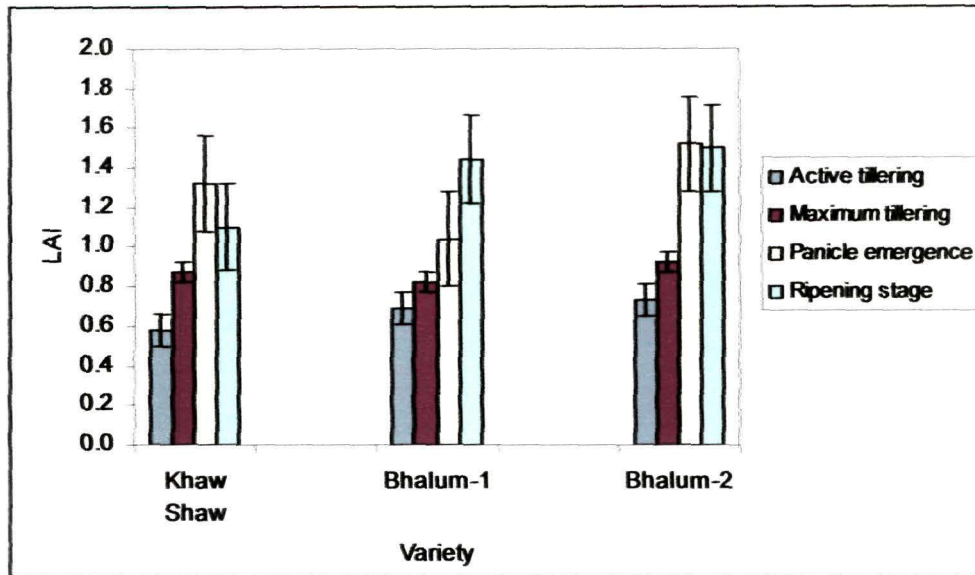 2.0
1.8
1.6
1.4
1.2
1.0
0.8
0.6
0.4
0.2
0.0
LAI
Khaw
Shaw
Bhalum-1
Bhalum-2
Variety
Active tillering
Maximum tillering
Panicle emergence
Ripening stage